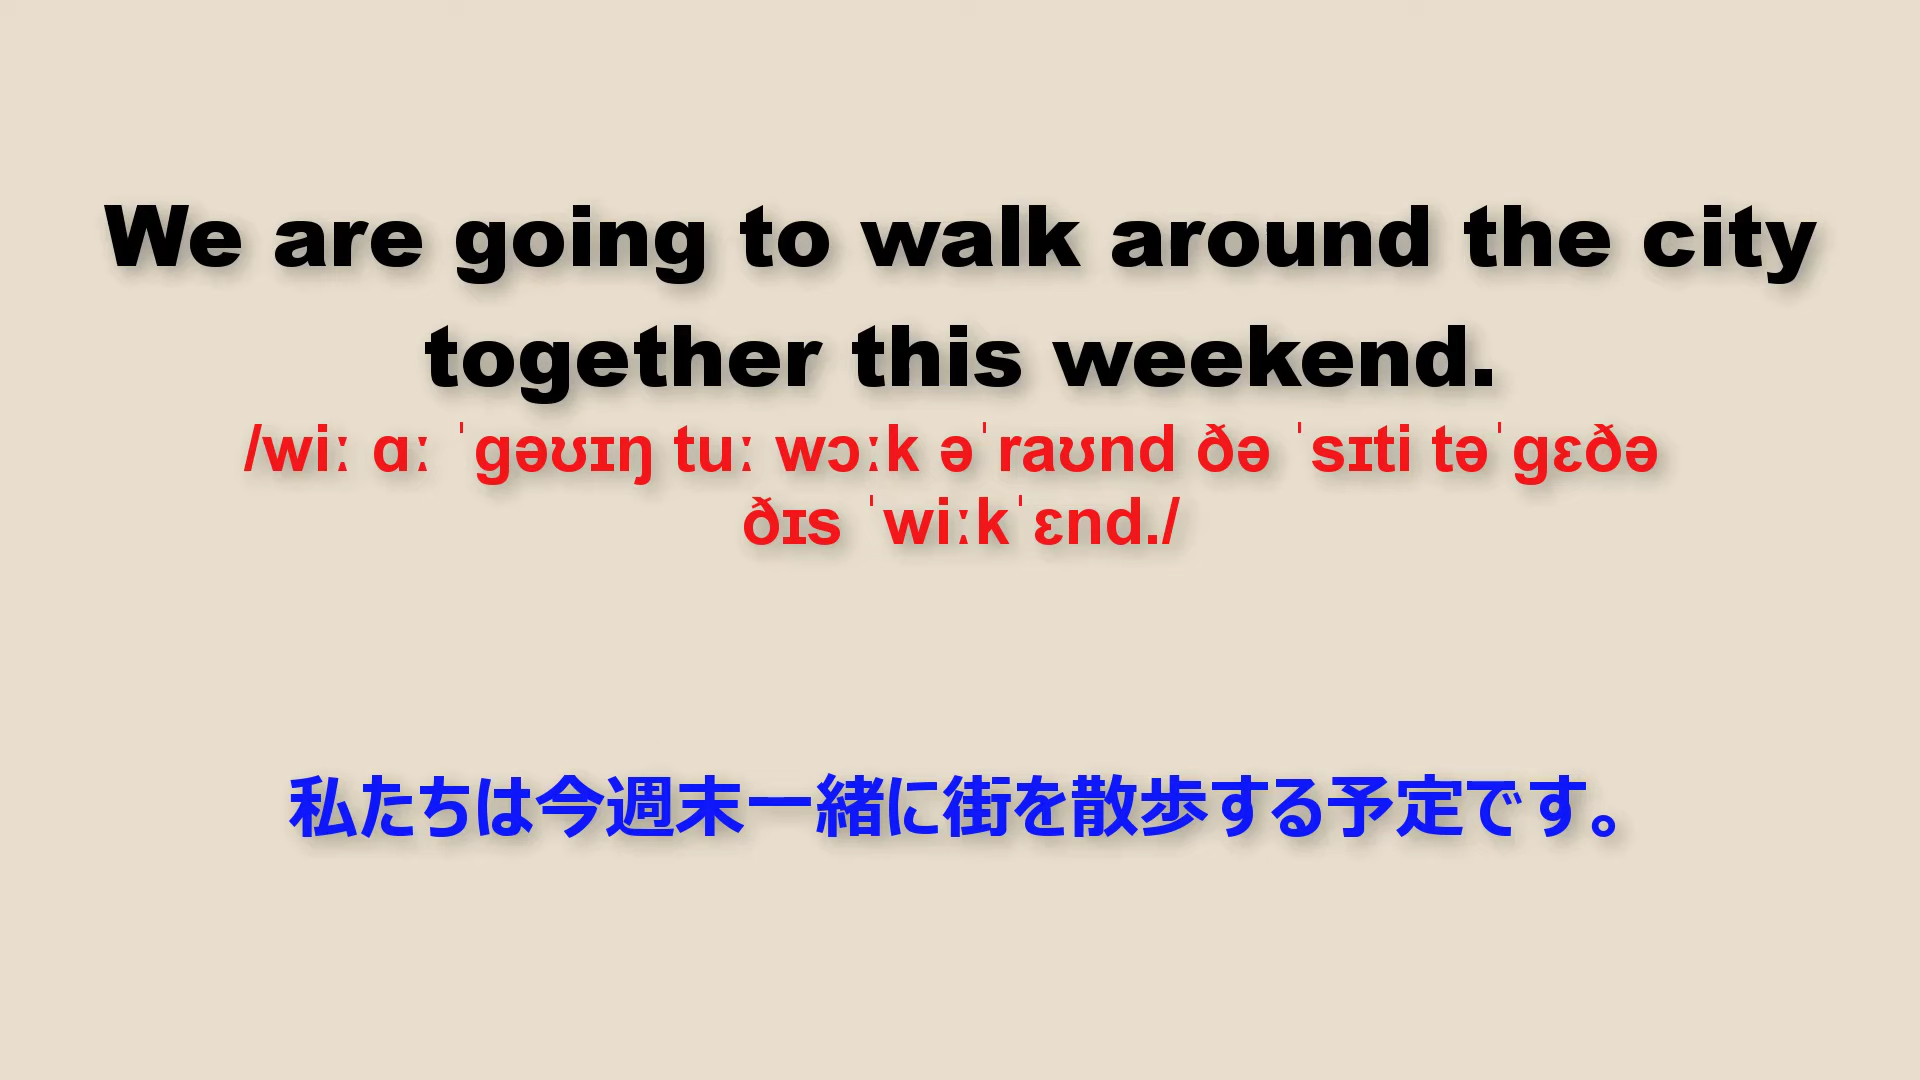 We are going to walk around the city
together this weekend.
/wiː ɑː ˈɡəʊɪŋ tuː wɔːk əˈraʊnd ðə ˈsɪti təˈɡɛðə
ðɪs ˈwiːkˈɛnd./
私たちは今週末一緒に街を散歩する予定です。